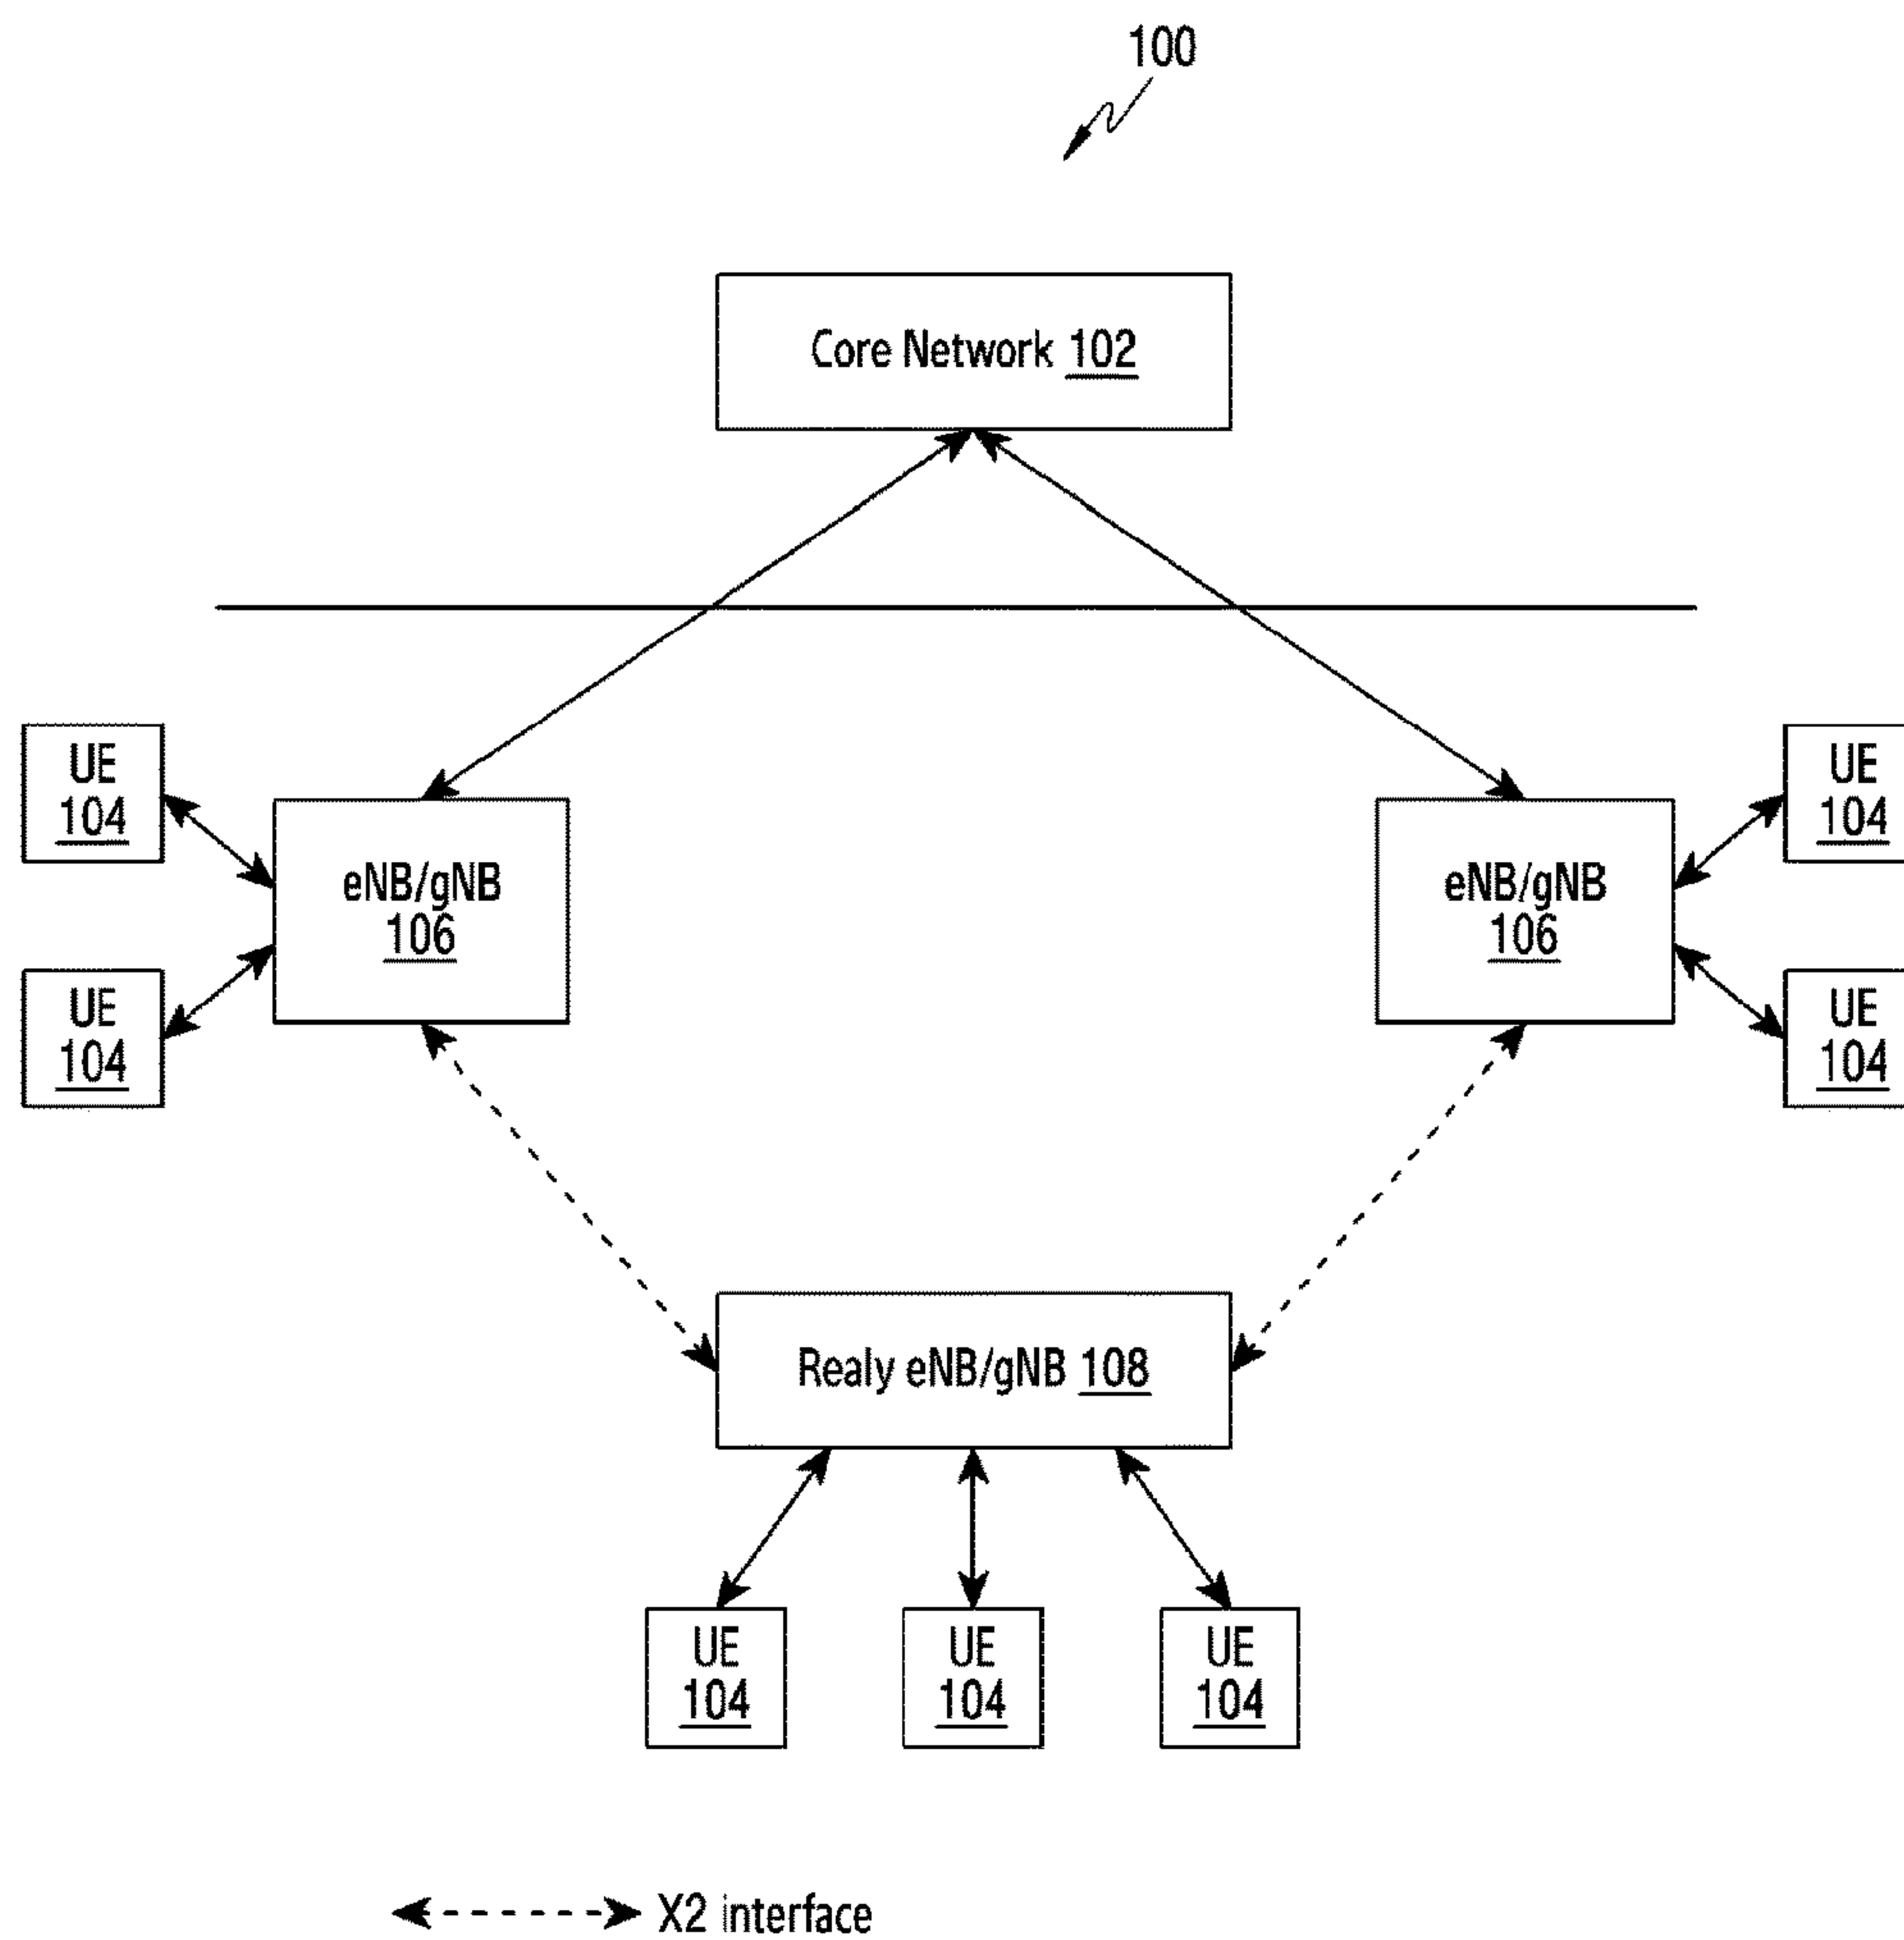 100
Core Network 102
UE
104
UE
104
eNB/gNB
106
eNB/gNB
106
UE
104
UE
104
Realy eNB/gNB 108
UE
104
UE
104
UE
104
X2 interface